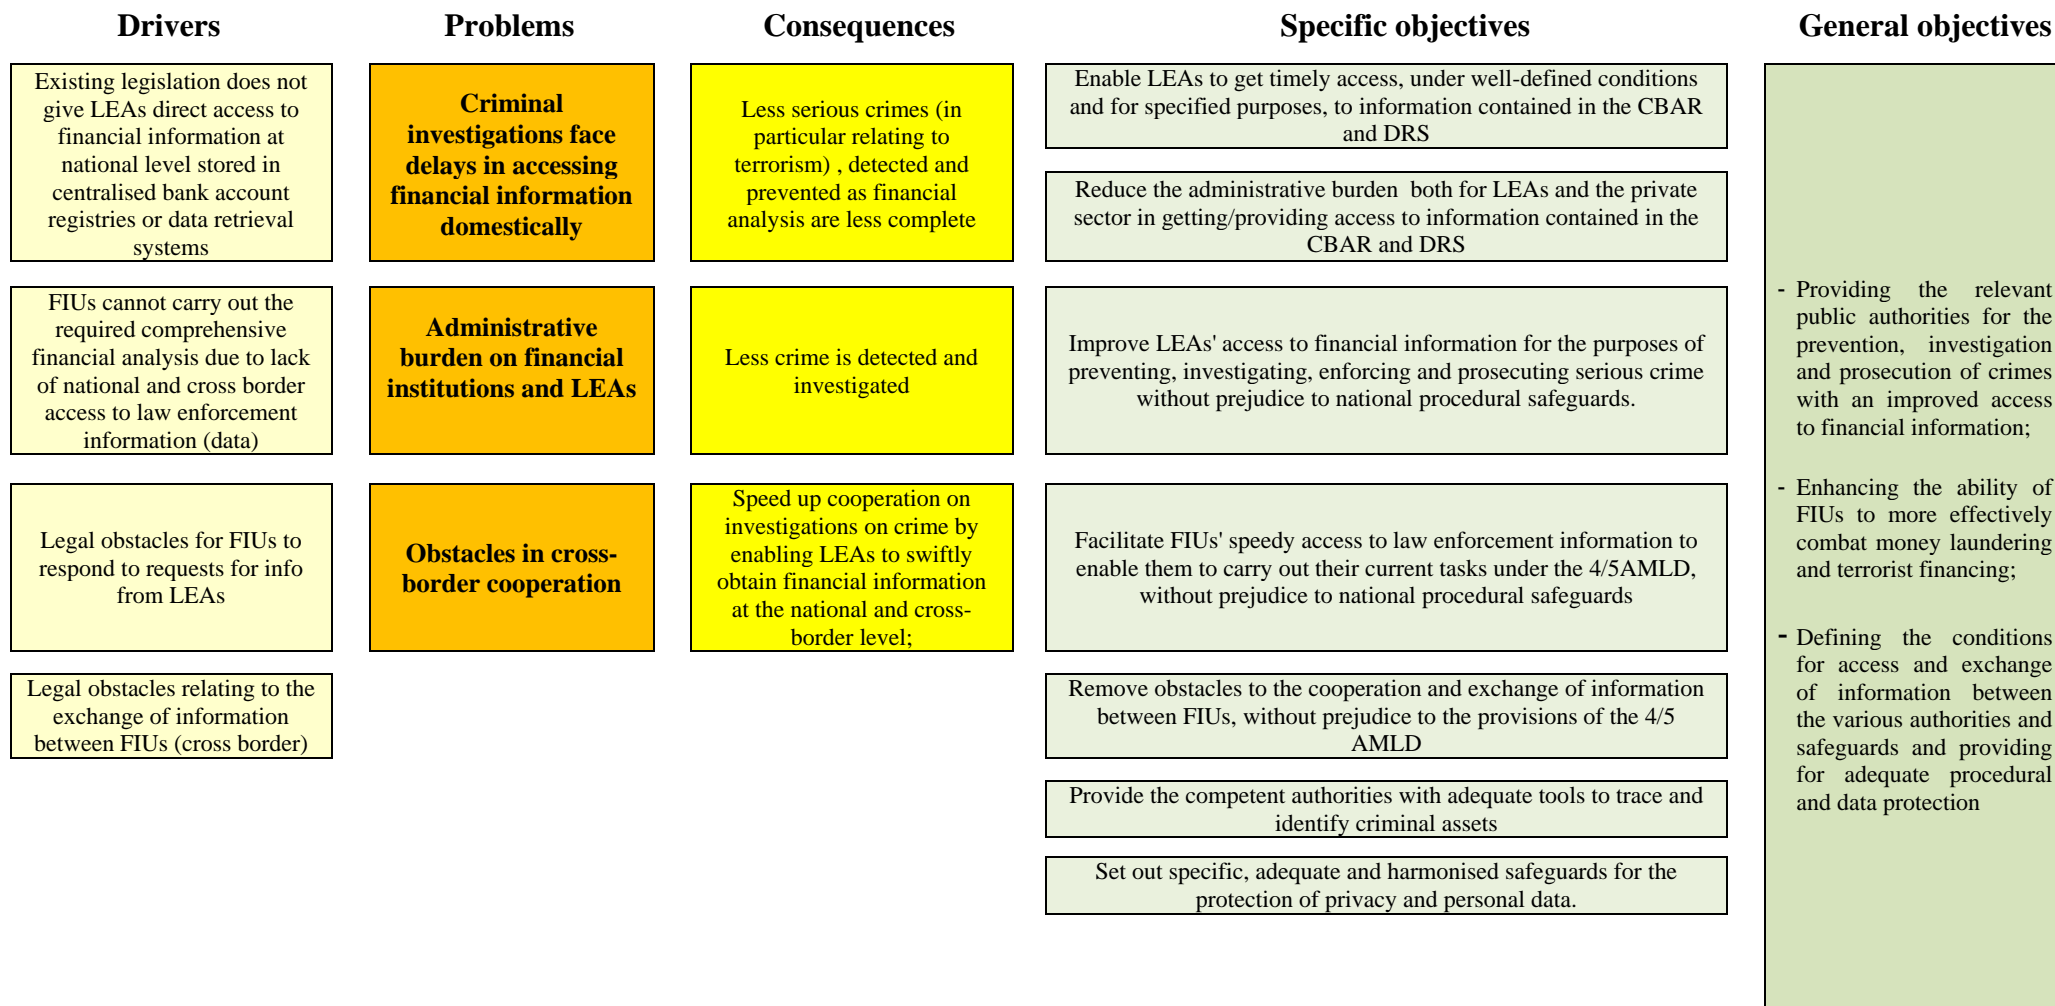 Drivers
Problems
Consequences
Specific objectives
General objectives
Existing legislation does not
give LEAs direct access to
financial information at
national level stored in
centralised bank account
registries or data retrieval
systems
FIUs cannot carry out the
required comprehensive
financial analysis due to lack
of national and cross border
access to law enforcement
information (data)
Legal obstacles for FIUs to
respond to requests for info
from LEAs
Legal obstacles relating to the
exchange of information
between FIUs (cross border)
Criminal
investigations face
delays in accessing
financial information
domestically
Administrative
burden on financial
institutions and LEAs
Obstacles in cross-
border cooperation
Less serious crimes (in
particular relating to
terrorism) , detected and
prevented as financial
analysis are less complete
Less crime is detected and
investigated
Speed up cooperation on
investigations on crime by
enabling LEAs to swiftly
obtain financial information
at the national and cross-
border level;
Enable LEAs to get timely access, under well-defined conditions
and for specified purposes, to information contained in the CBAR
and DRS
Reduce the administrative burden  both for LEAs and the private
sector in getting/providing access to information contained in the
CBAR and DRS
Improve LEAs' access to financial information for the purposes of
preventing, investigating, enforcing and prosecuting serious crime
without prejudice to national procedural safeguards.
Facilitate FIUs' speedy access to law enforcement information to
enable them to carry out their current tasks under the 4/5AMLD,
without prejudice to national procedural safeguards
Remove obstacles to the cooperation and exchange of information
between FIUs, without prejudice to the provisions of the 4/5
AMLD
Provide the competent authorities with adequate tools to trace and
identify criminal assets
Set out specific, adequate and harmonised safeguards for the
protection of privacy and personal data.
- Providing the relevant
public authorities for the
prevention, investigation
and prosecution of crimes
with an improved access
to financial information;
- Enhancing the ability of
FIUs to more effectively
combat money laundering
and terrorist financing;
- Defining the conditions
for access and exchange
of information between
the various authorities and
safeguards and providing
for adequate procedural
and data protection